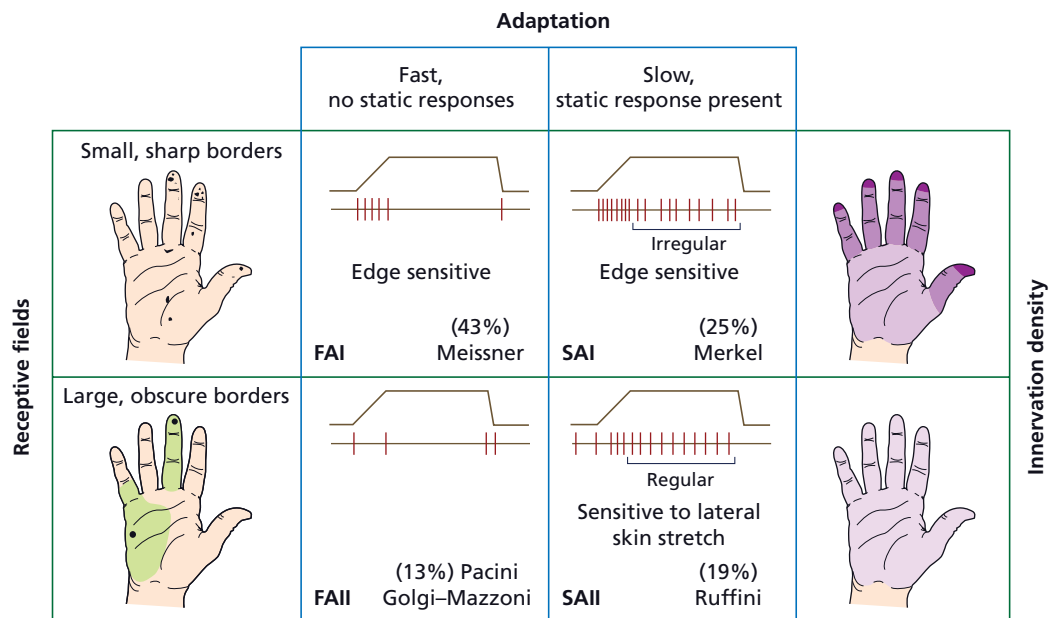 Adaptation
Fast,
no static responses
Slow,
static response present
Receptive fields
Small, sharp borders
Edge sensitive
(43%)
FAI Meissner
Irregular
Edge sensitive
(25%)
SAI Merkel
Innervation density
Large, obscure borders
(13%) Pacini
FAII Golgi–Mazzoni
Regular
Sensitive to lateral
skin stretch
(19%)
SAII Ruffini